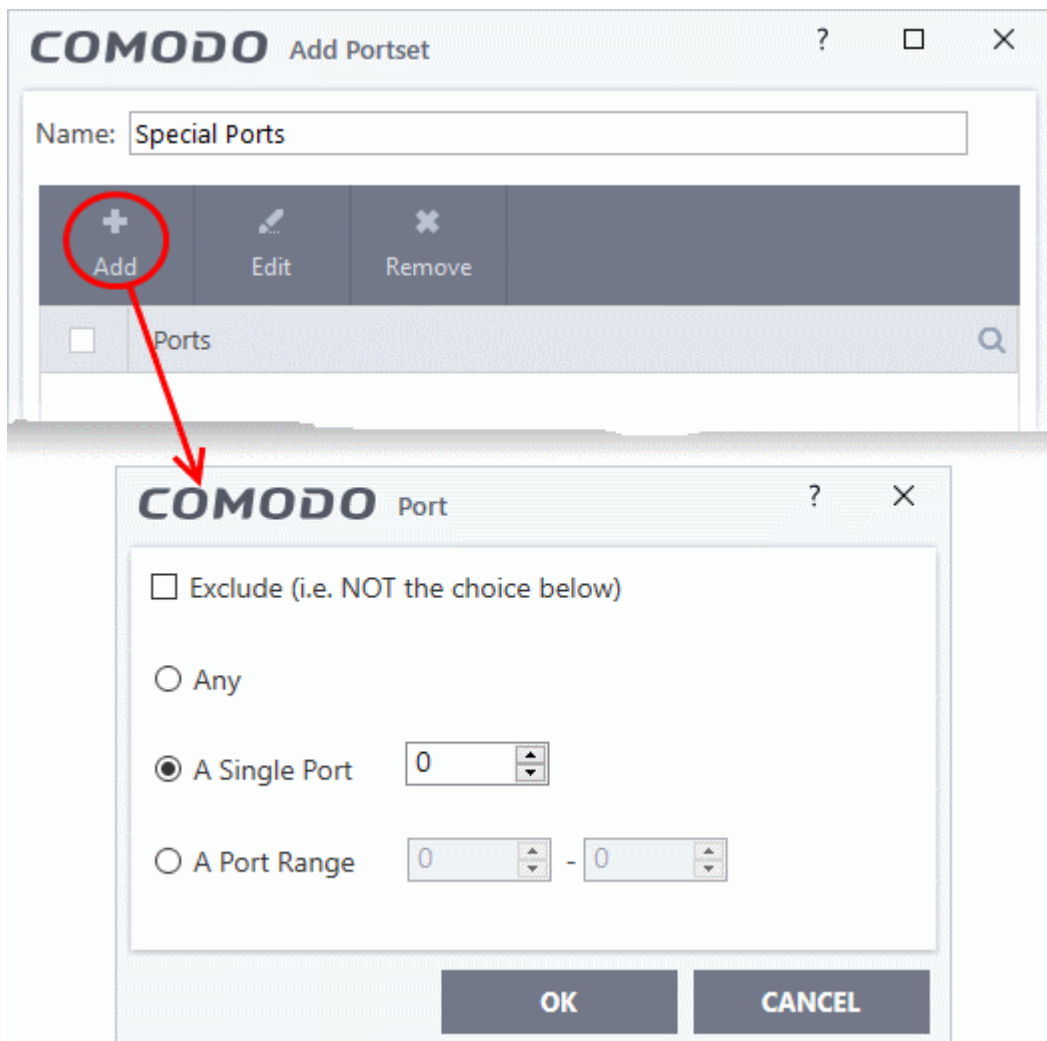 COMODO Add Portset ?
Name: Special Ports
Add Edit Remove
Ports
COMODO Port ?
Exclude (i.e. NOT the choice below)
Any
A Single Port 0
A Port Range 0 - 0
OK CANCEL